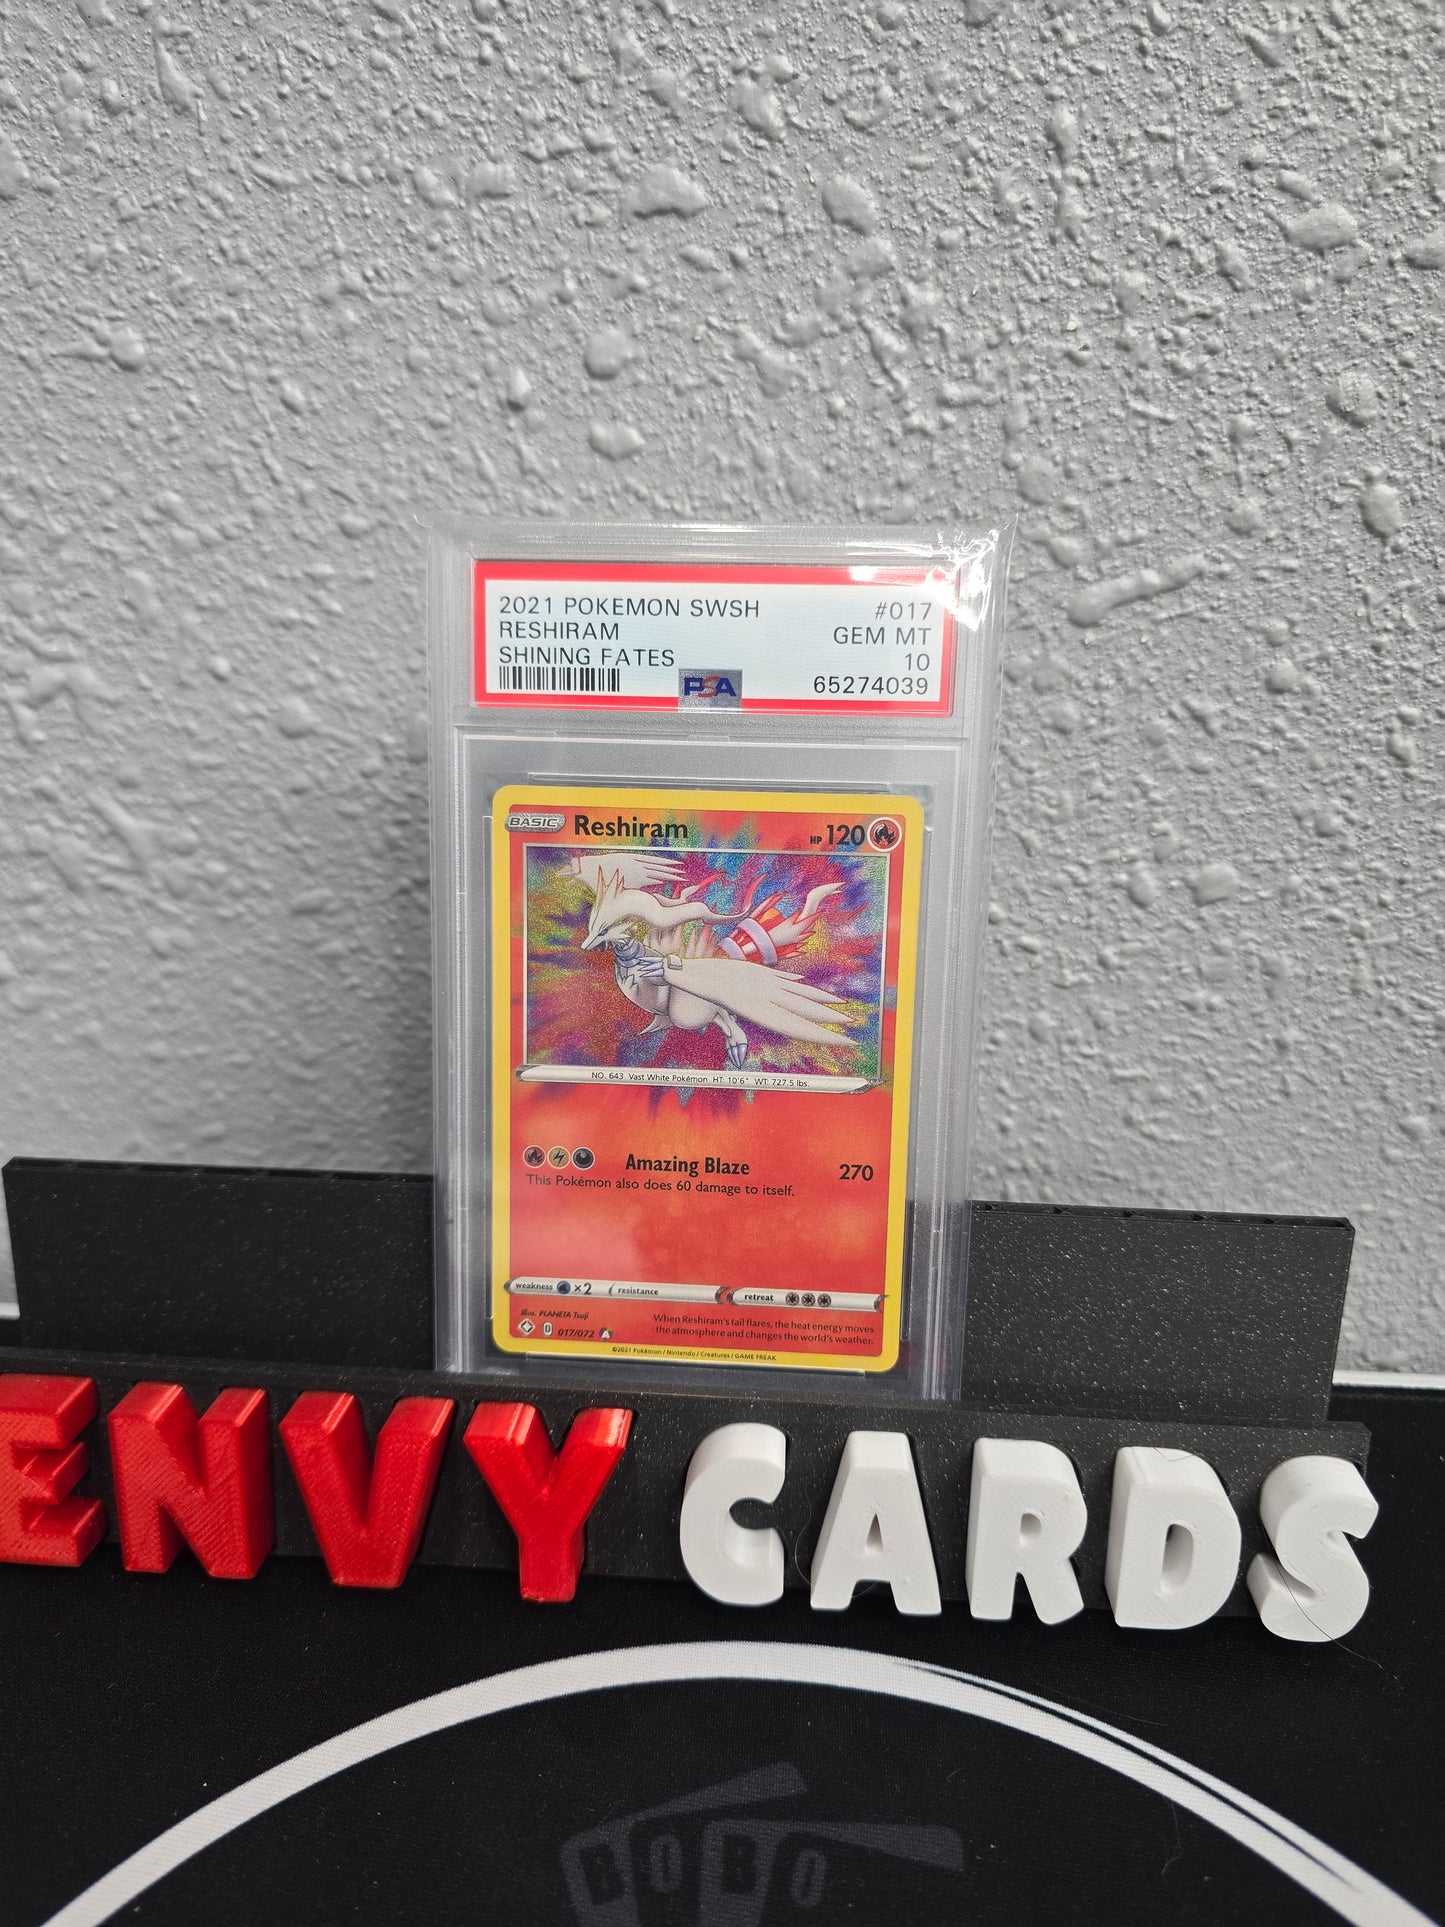 2021 POKEMON SWSH #017
RESHIRAM GEM MT
SHINING FATES 10
PSA 65274039
BASIC Reshiram HP 120
NO. 643 Vast White Pokémon HT: 10'6" WT: 727.5 lbs.
Amazing Blaze 270
This Pokémon also does 60 damage to itself.
weakness ×2 resistance retreat
Illus. PLANETA Tsuji
When Reshiram's tail flares, the heat energy moves
D 017/072 the atmosphere and changes the world's weather.
©2021 Pokémon / Nintendo / Creatures / GAME FREAK
ENVY CARDS
BOBO